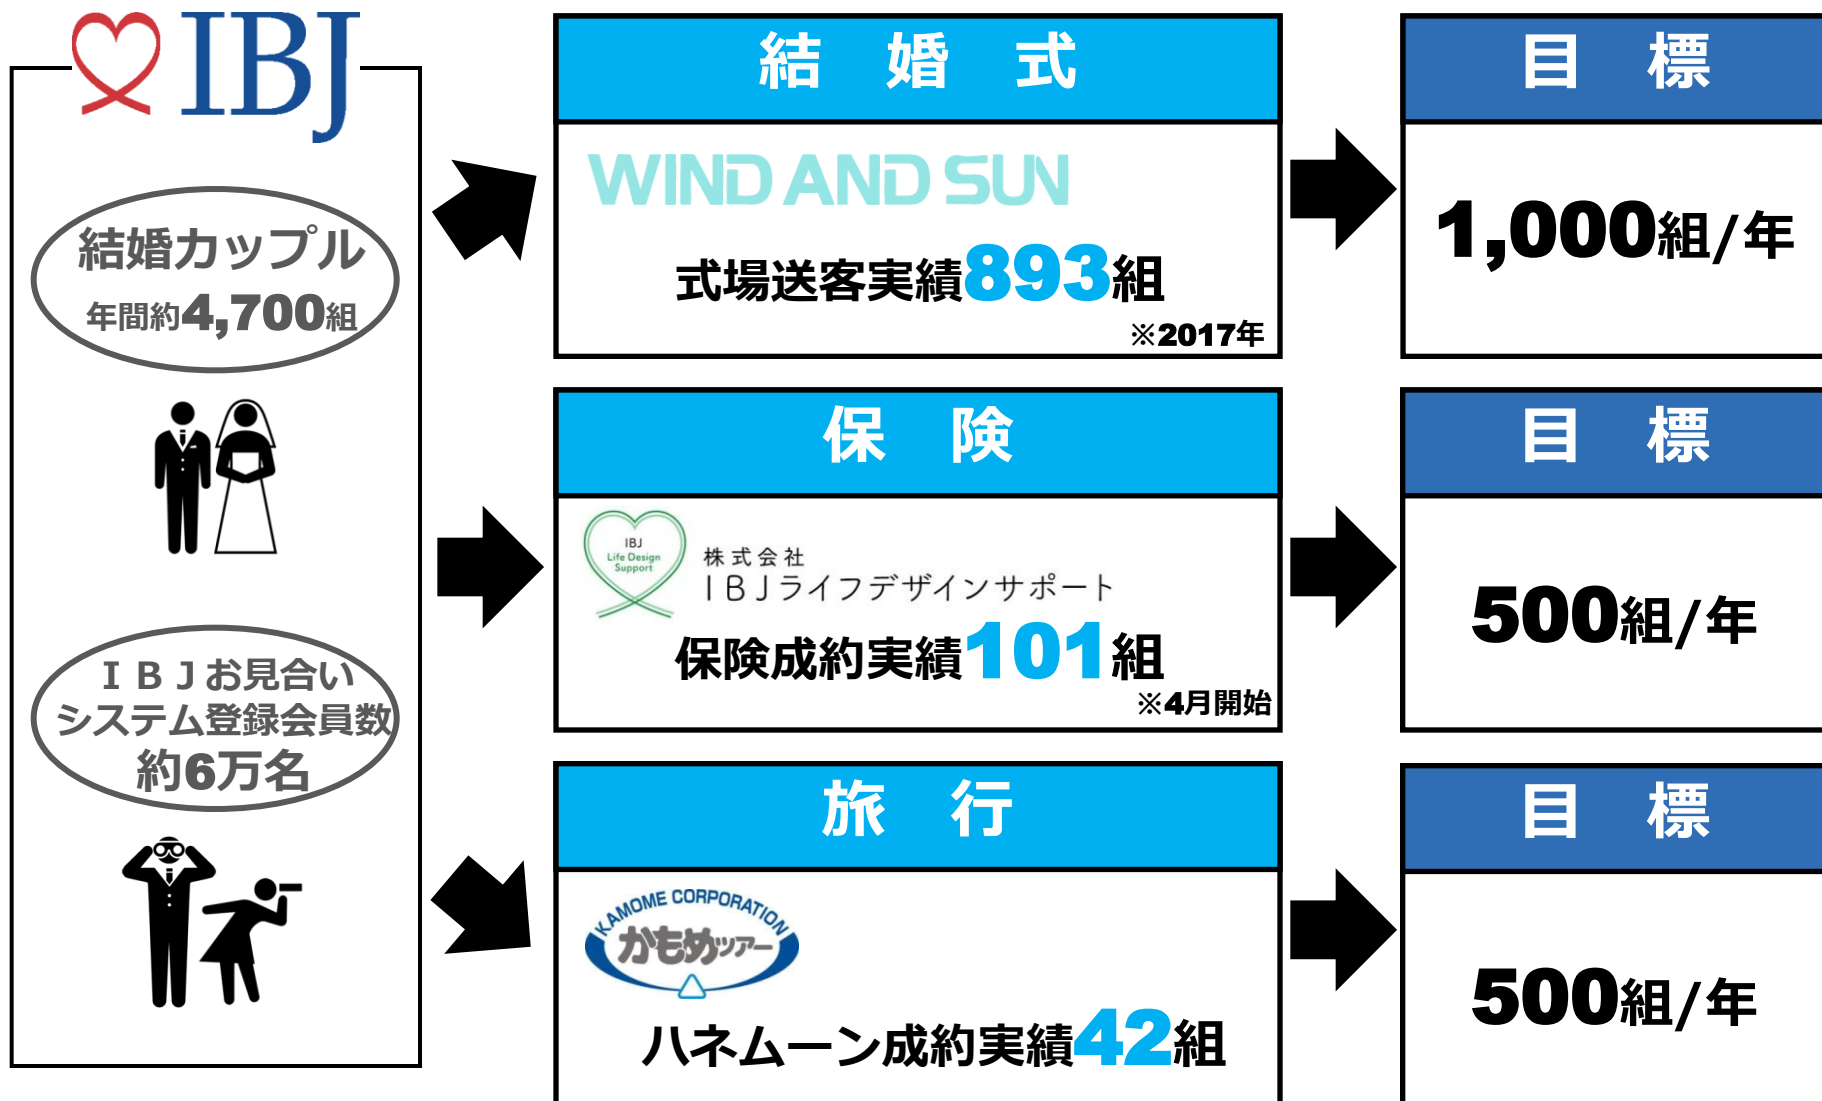 IBJ
結婚カップル
年間約4,700組
ＩＢＪお見合い
システム登録会員数
約6万名
結 婚 式
WIND AND SUN
式場送客実績893組
※2017年
目 標
1,000組/年
保 険
IBJ
Life Design
Support
株式会社
IBJライフデザインサポート
保険成約実績101組
※4月開始
目 標
500組/年
旅 行
KAMOME CORPORATION
かもめツアー
ハネムーン成約実績42組
目 標
500組/年